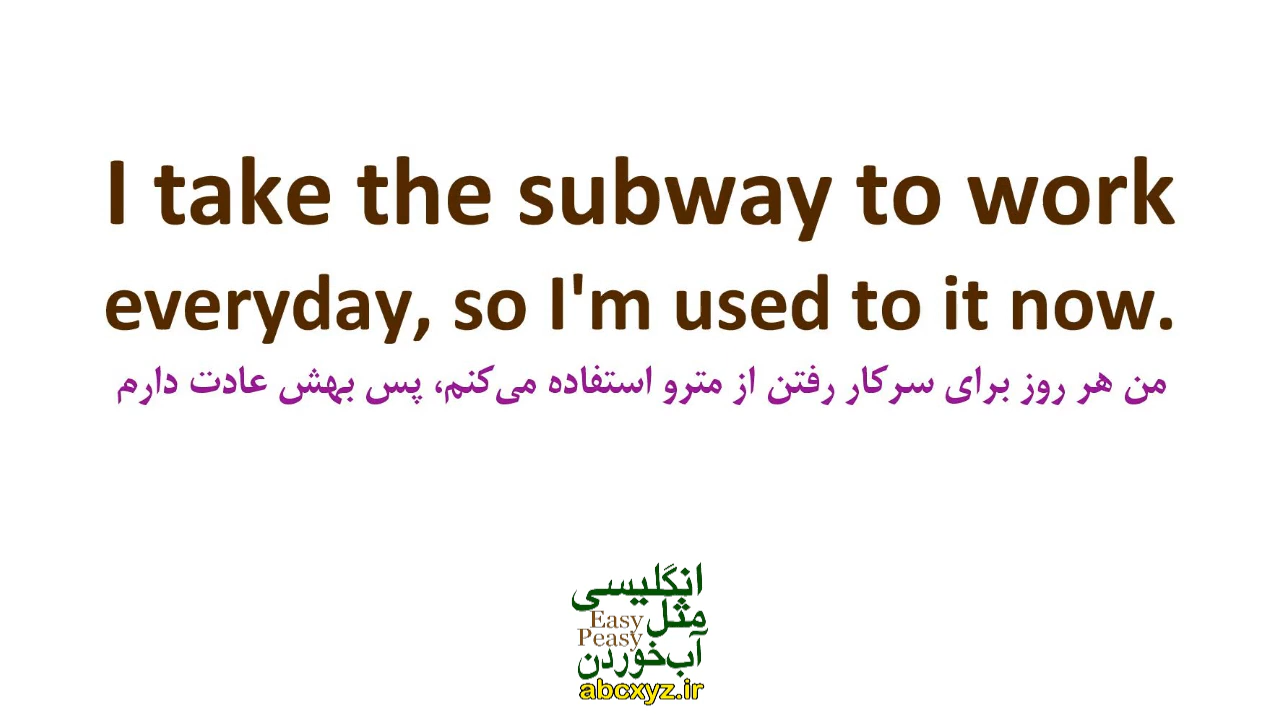 I take the subway to work
everyday, so I'm used to it now.
من هر روز برای سرکار رفتن از مترو استفاده می‌کنم، پس بهش عادت دارم
انگلیسی
مثل
Easy
Peasy
آب‌خوردن
abcxyz.ir